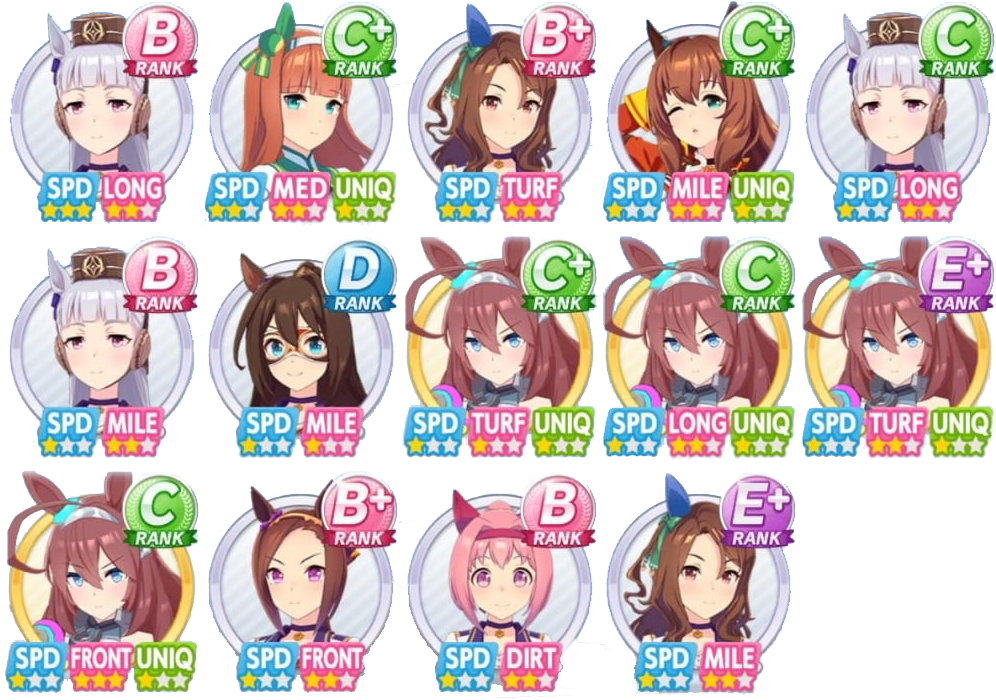 B RANK C+ RANK B+ RANK C+ RANK C RANK
SPD LONG SPD MED UNIQ SPD TURF SPD MILE UNIQ SPD LONG
B RANK D RANK C+ RANK C RANK E+ RANK
SPD MILE SPD MILE SPD TURF UNIQ SPD LONG UNIQ SPD TURF UNIQ
C RANK B+ RANK B RANK E+ RANK
SPD FRONT UNIQ SPD FRONT SPD DIRT SPD MILE